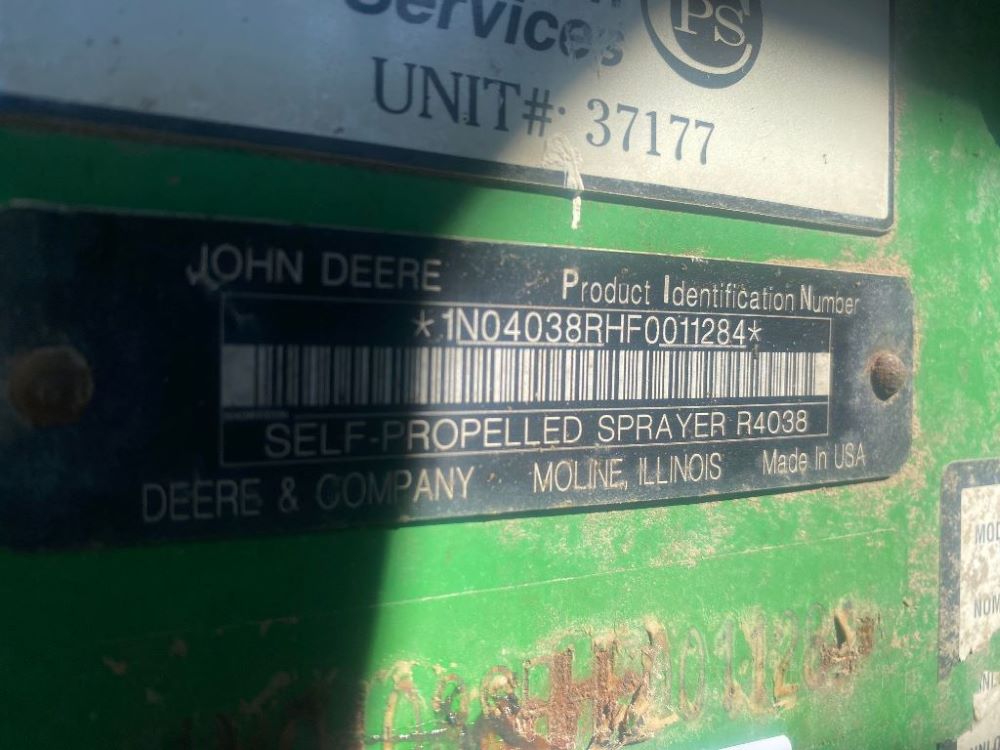 Services
CPS
UNIT#: 37177
JOHN DEERE
Product Identification Number
*1N04038RHF0011284*
SELF-PROPELLED SPRAYER R4038
DEERE & COMPANY MOLINE, ILLINOIS Made In USA